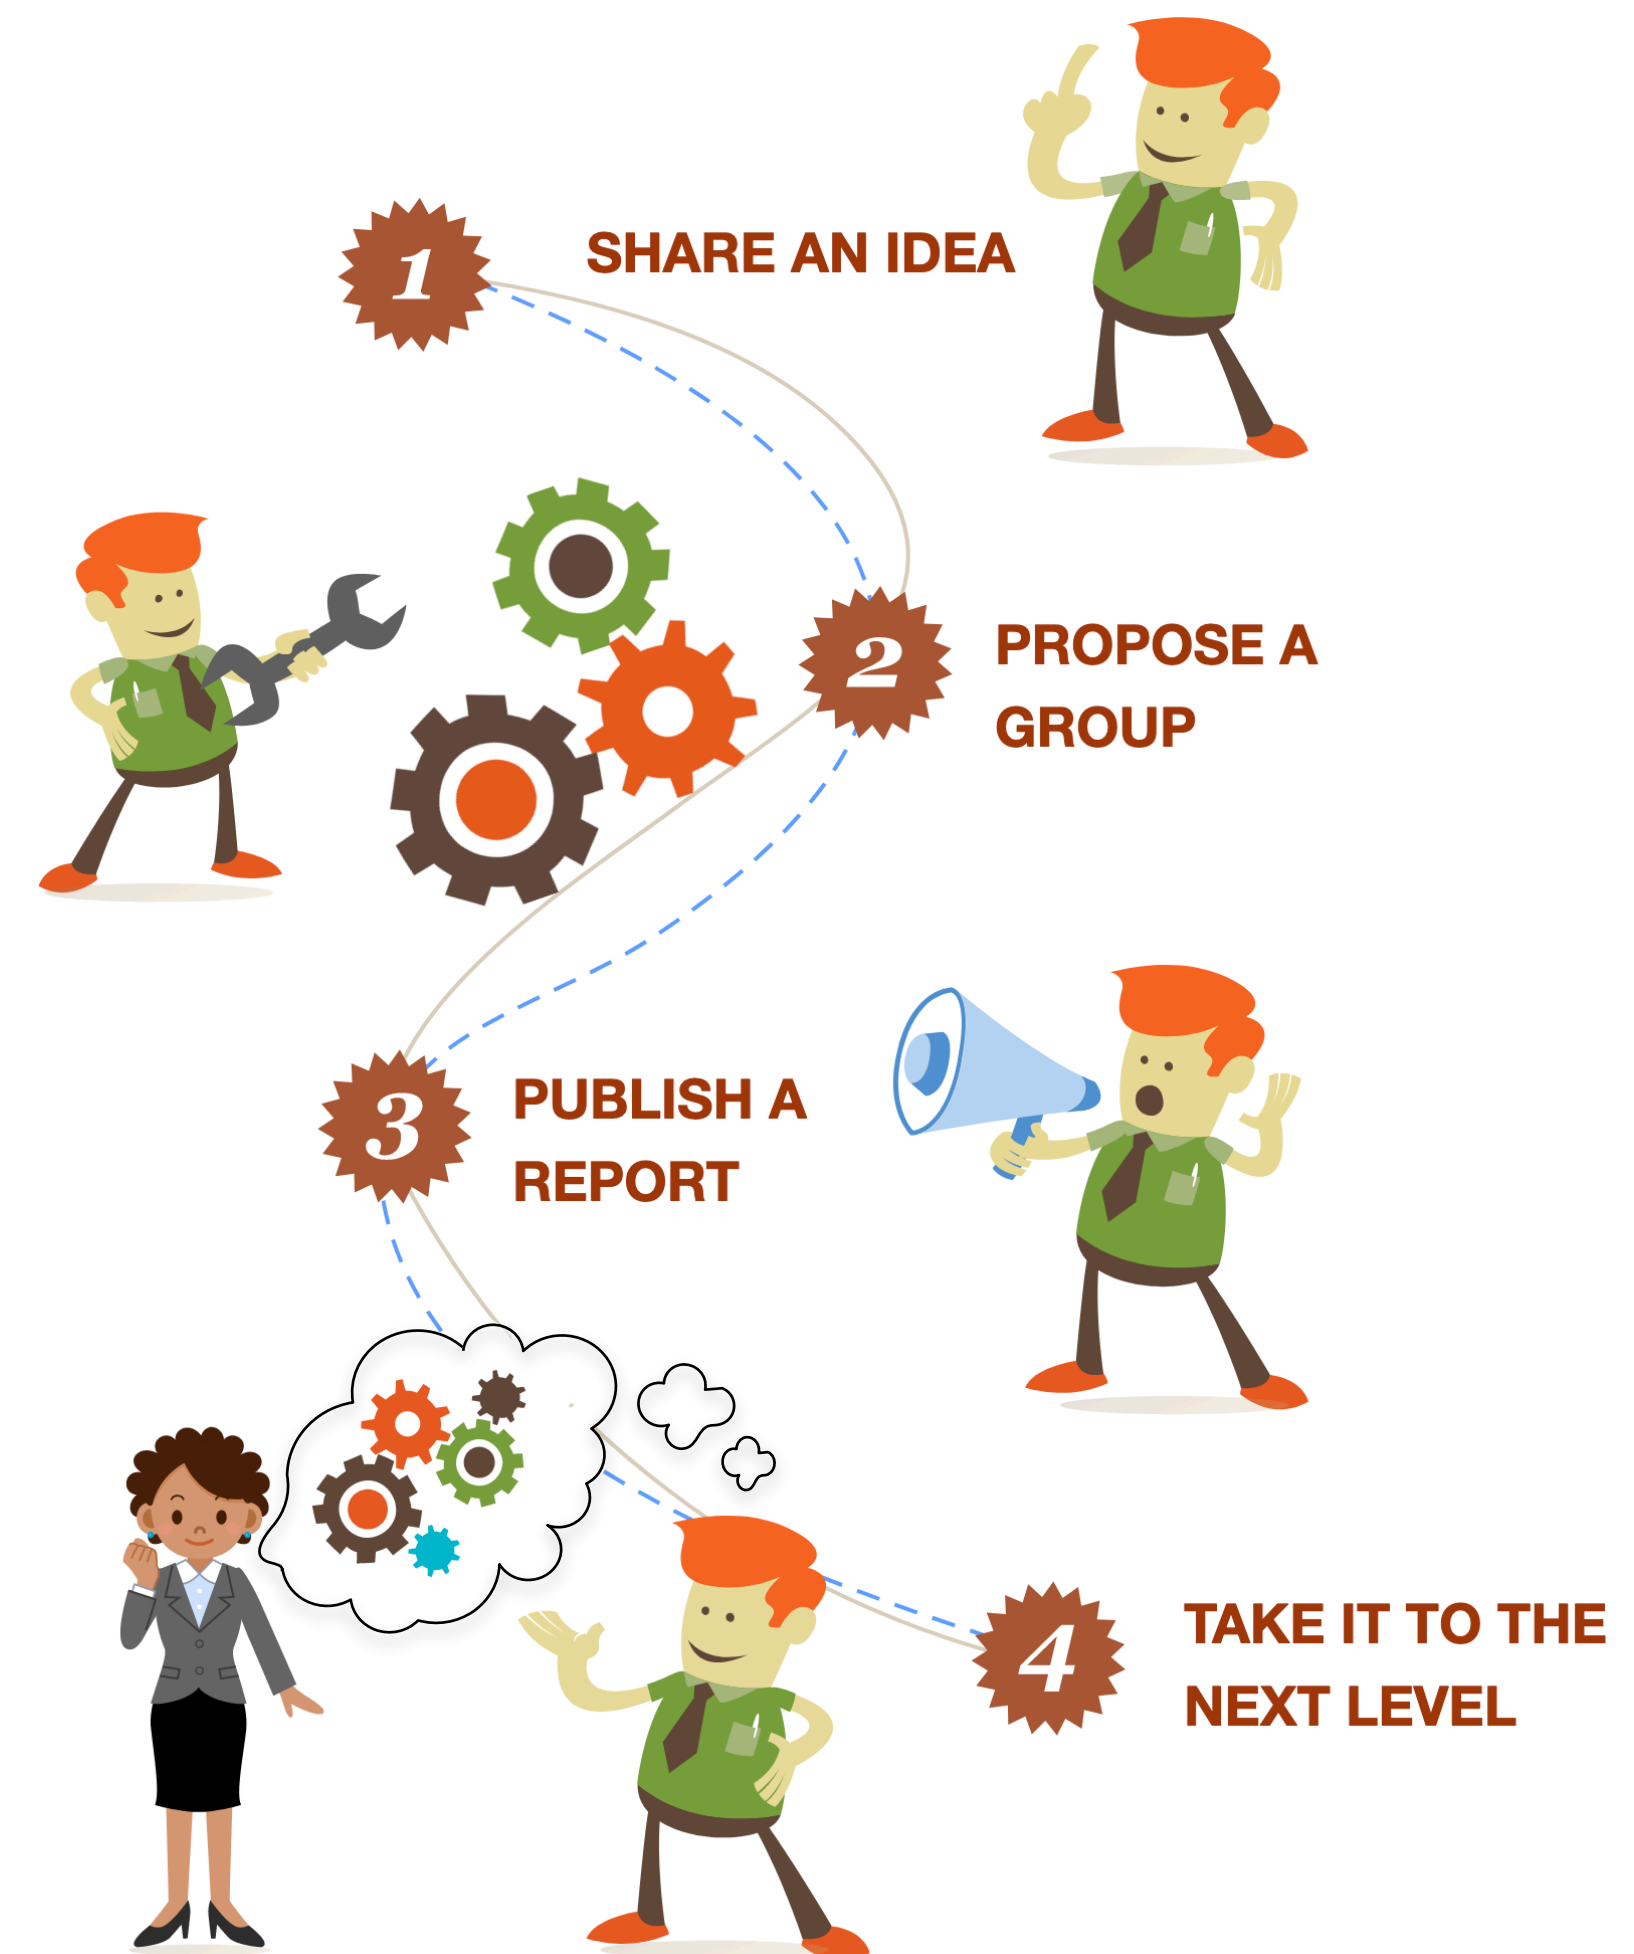 1
SHARE AN IDEA
2
PROPOSE A
GROUP
3
PUBLISH A
REPORT
4
TAKE IT TO THE
NEXT LEVEL